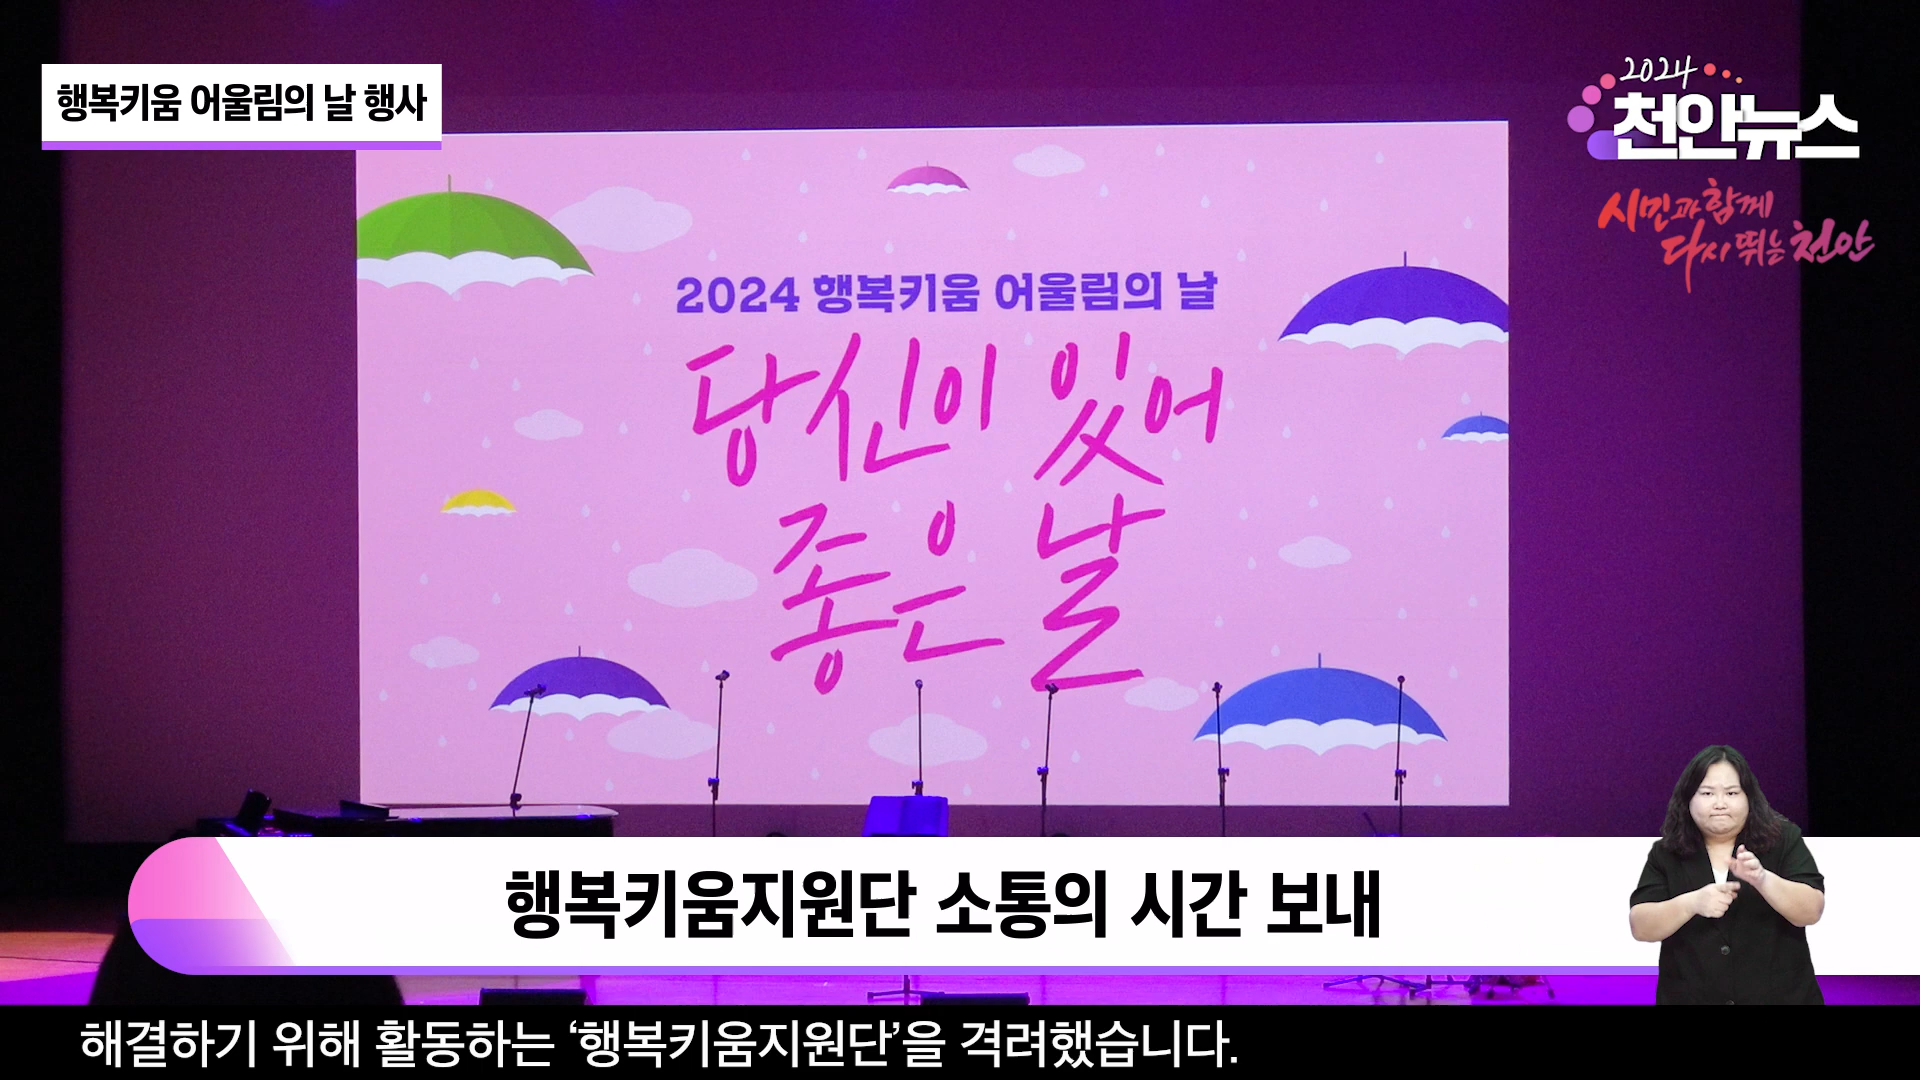 행복키움 어울림의 날 행사
2024
천안뉴스
시민과 함께
다시 뛰는 천안
2024 행복키움 어울림의 날
당신이 있어
좋은 날
행복키움지원단 소통의 시간 보내
해결하기 위해 활동하는 ‘행복키움지원단’을 격려했습니다.